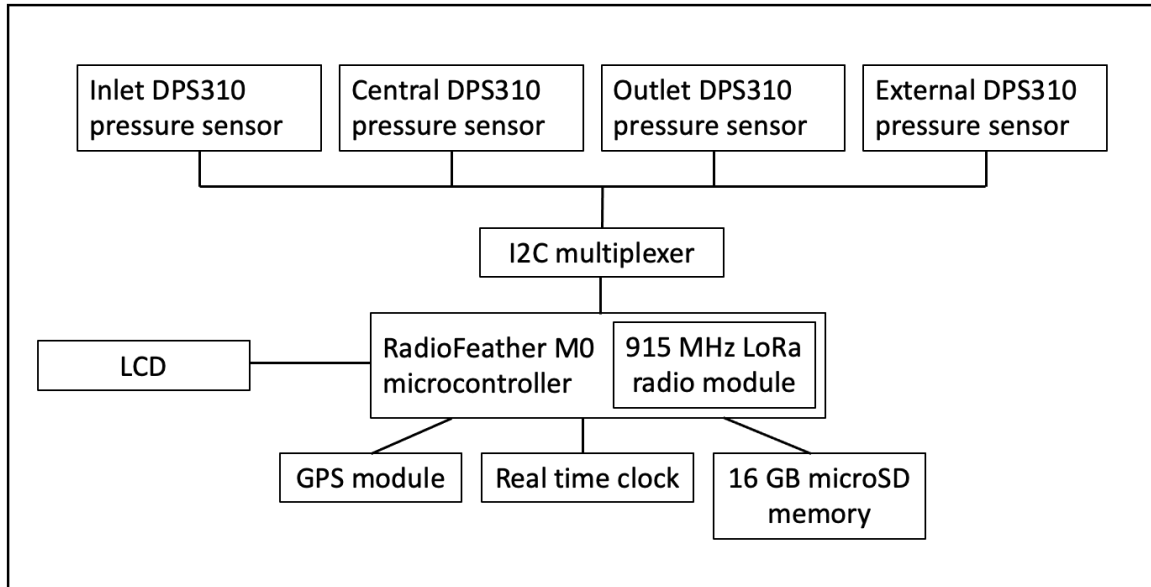 Inlet DPS310
pressure sensor
Central DPS310
pressure sensor
Outlet DPS310
pressure sensor
External DPS310
pressure sensor
I2C multiplexer
LCD
RadioFeather M0
microcontroller
915 MHz LoRa
radio module
GPS module
Real time clock
16 GB microSD
memory